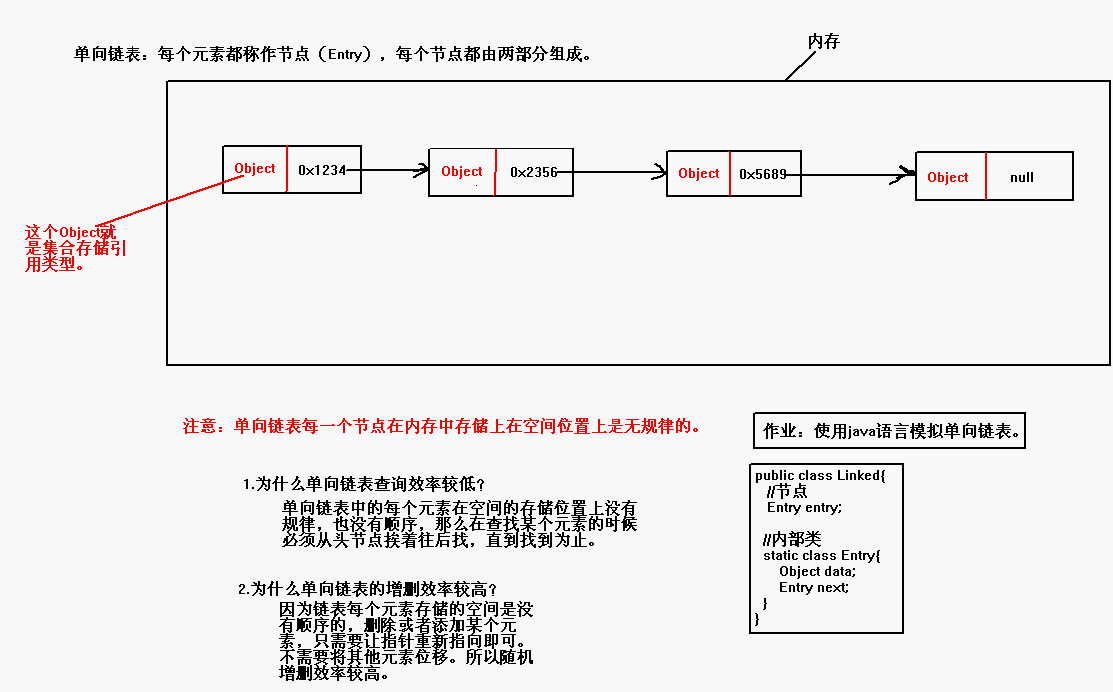 单向链表：每个元素都称作节点（Entry），每个节点都由两部分组成。
内存
Object 0x1234
Object 0x2356
Object 0x5689
Object null
这个Object就
是集合存储引
用类型。
注意：单向链表每一个节点在内存中存储上在空间位置上是无规律的。
作业：使用java语言模拟单向链表。
1.为什么单向链表查询效率较低？
单向链表中的每个元素在空间的存储位置上没有
规律，也没有顺序，那么在查找某个元素的时候
必须从头节点挨着往后找，直到找到为止。
2.为什么单向链表的增删效率较高？
因为链表每个元素存储的空间是没
有顺序的，删除或者添加某个元
素，只需要让指针重新指向即可。
不需要将其他元素位移。所以随机
增删效率较高。
public class Linked{
//节点
Entry entry;
//内部类
static class Entry{
Object data;
Entry next;
}
}